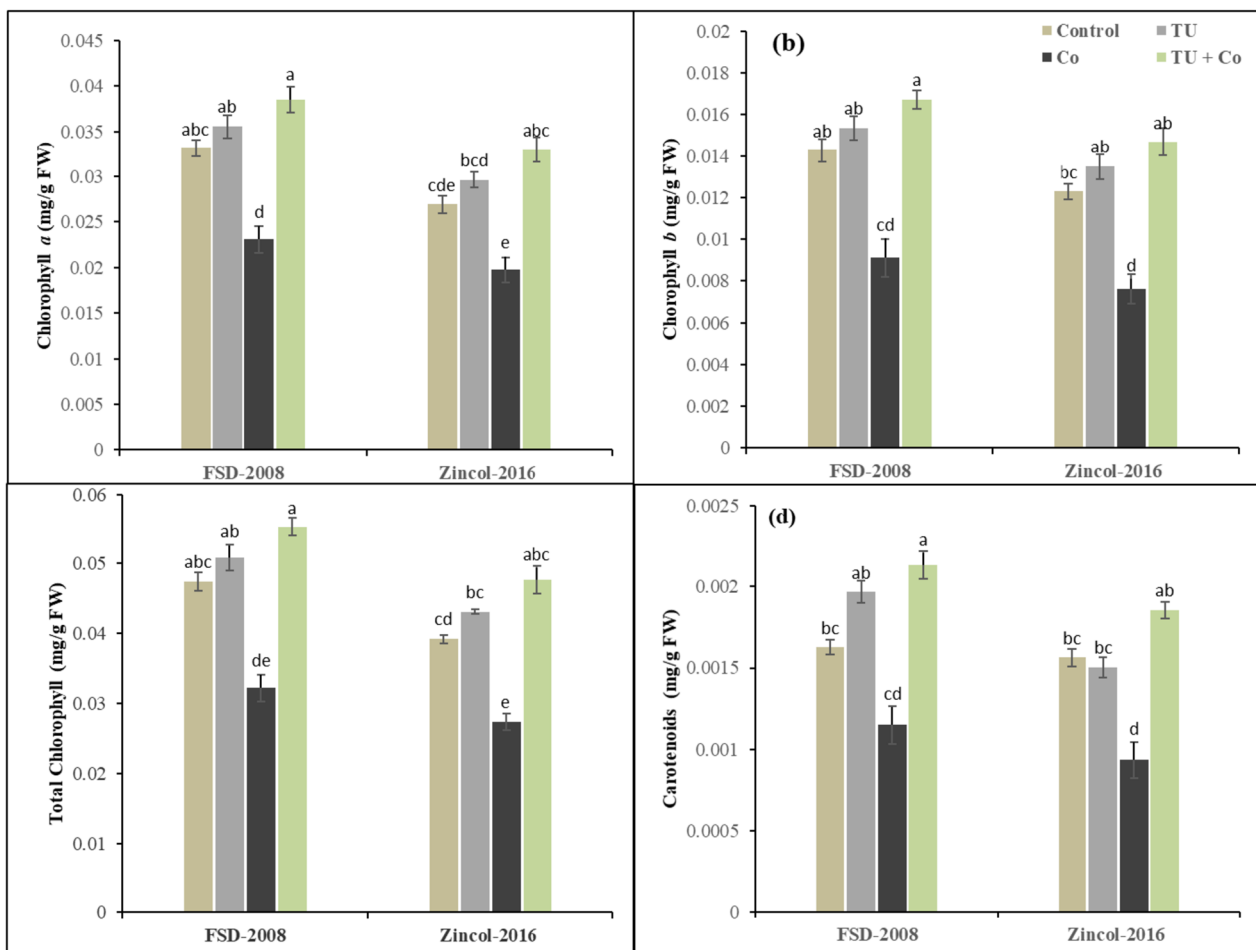 0.045
0.04
0.035
0.03
0.025
0.02
0.015
0.01
0.005
0
Chlorophyll a (mg/g FW)
abc
ab
d
a
cde
bcd
e
abc
FSD-2008
Zincol-2016
(b)
Control
TU
Co
TU + Co
0.02
0.018
0.016
0.014
0.012
0.01
0.008
0.006
0.004
0.002
0
Chorophyll b (mg/g FW)
ab
ab
cd
a
bc
ab
d
ab
FSD-2008
Zincol-2016
0.06
0.05
0.04
0.03
0.02
0.01
0
Total Chlorophyll (mg/g FW)
abc
ab
de
a
cd
bc
e
abc
FSD-2008
Zincol-2016
(d)
0.0025
0.002
0.0015
0.001
0.0005
0
Carotenoids (mg/g FW)
bc
ab
cd
a
bc
bc
d
ab
FSD-2008
Zincol-2016